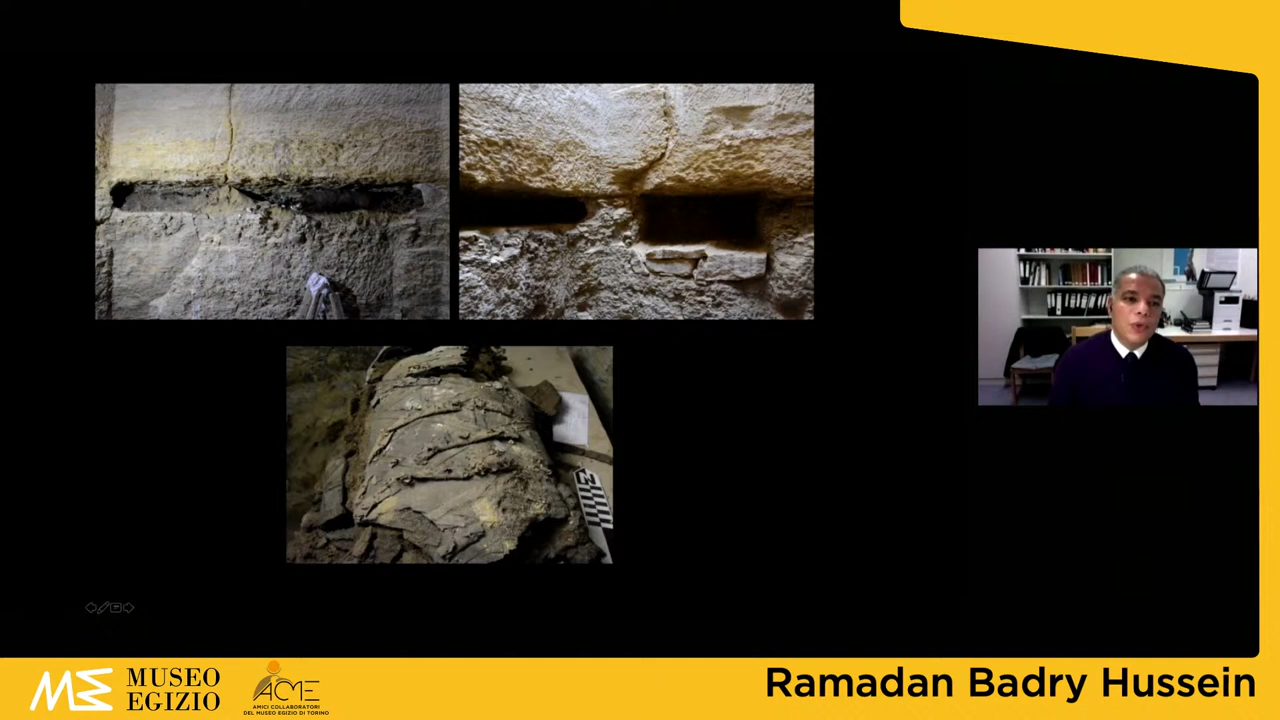 MUSEO
EGIZIO
ACME
AMICI COLLABORATORI
DEL MUSEO EGIZIO DI TORINO
Ramadan Badry Hussein